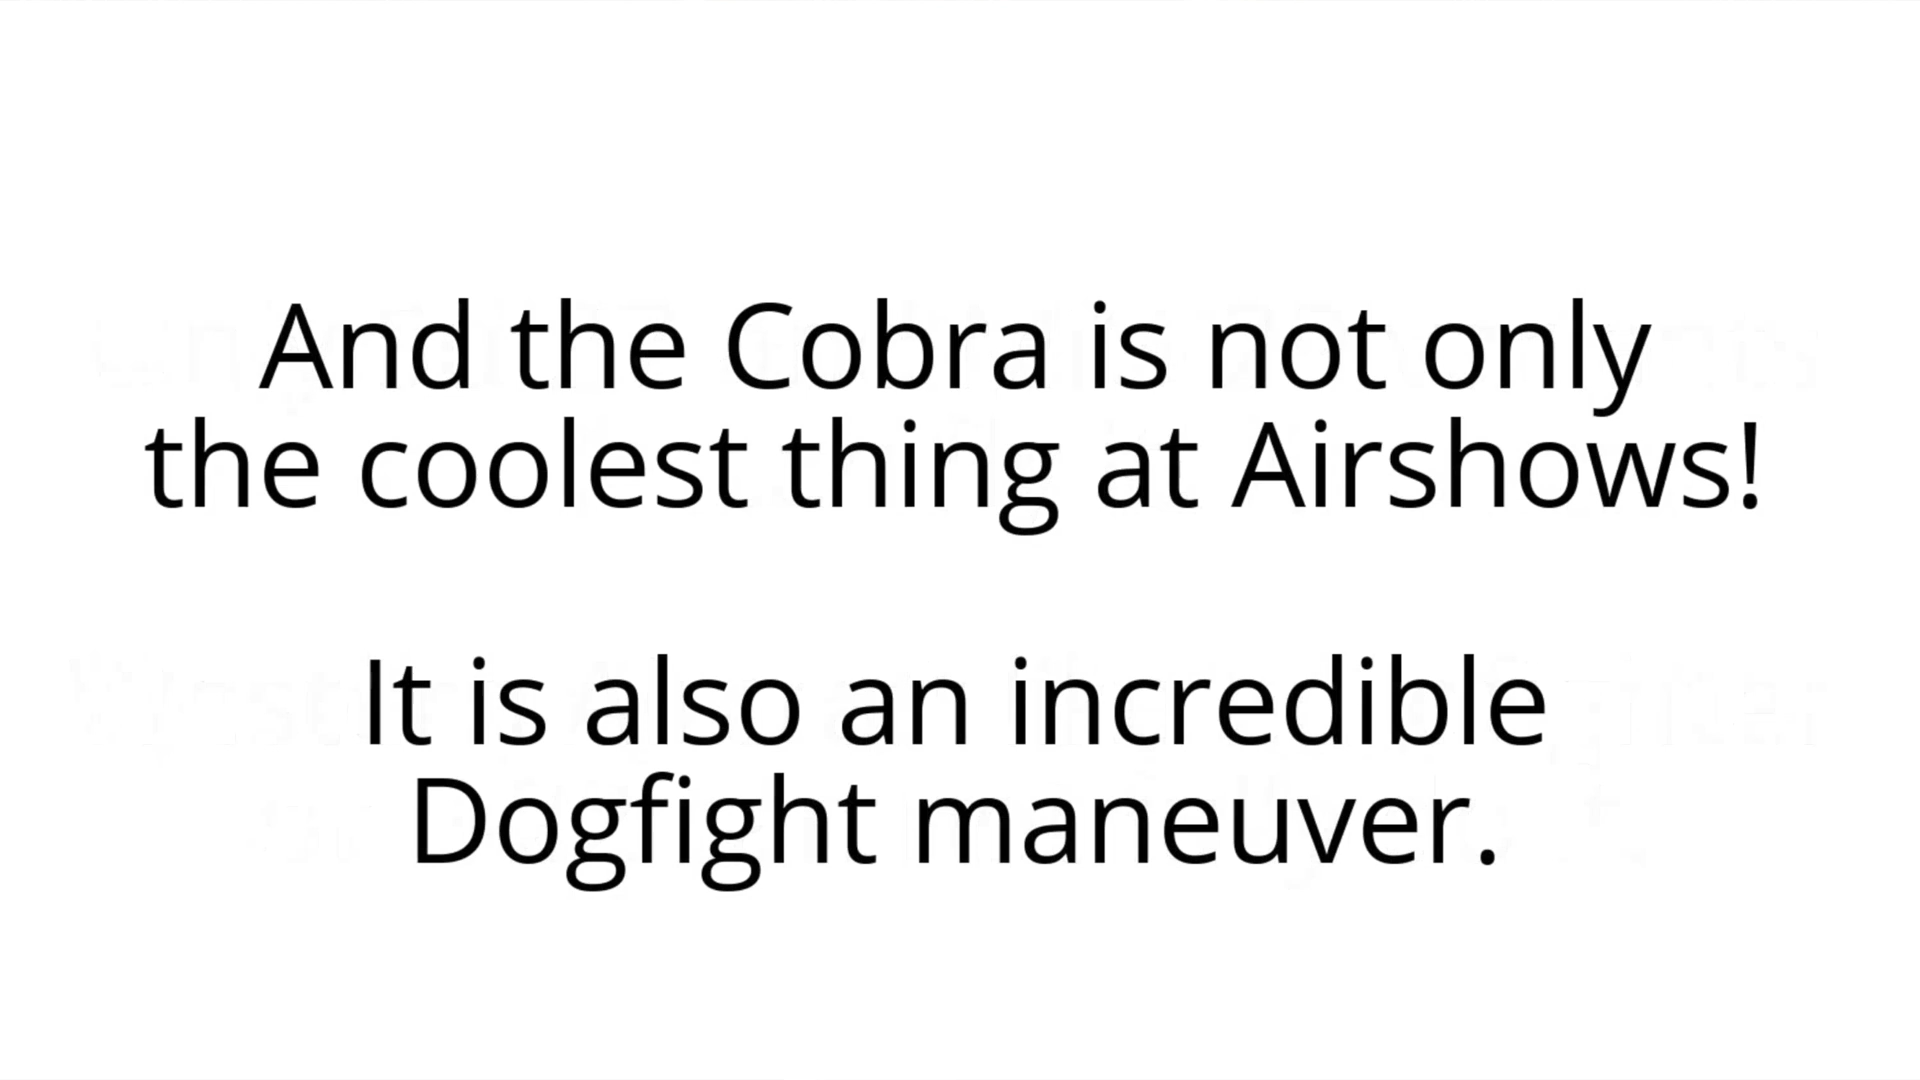 And the Cobra is not only
the coolest thing at Airshows!
It is also an incredible
Dogfight maneuver.